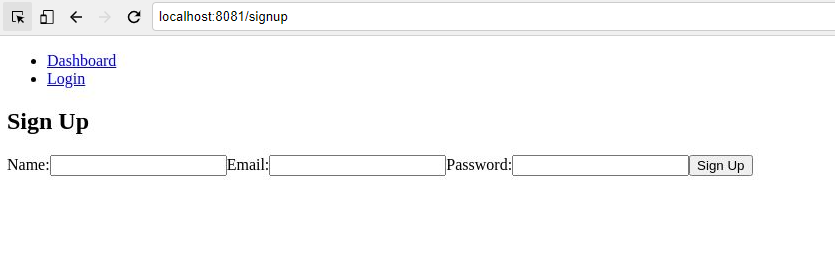 localhost:8081/signup
Dashboard
Login
Sign Up
Name: Email: Password: Sign Up